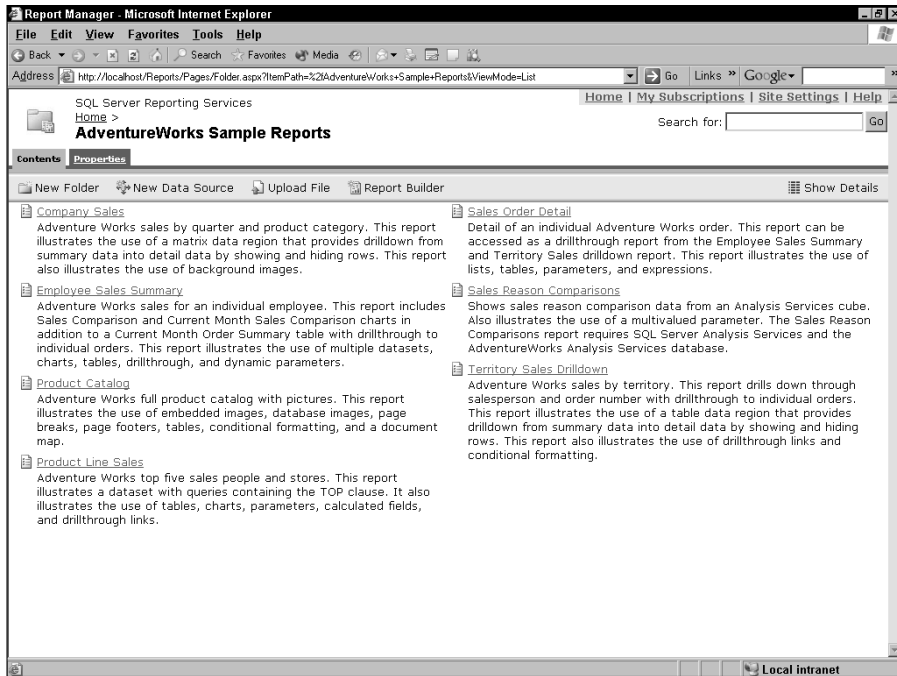 Report Manager - Microsoft Internet Explorer
File Edit View Favorites Tools Help
Back Search Favorites Media
Address http://localhost/Reports/Pages/Folder.aspx?ItemPath=%2fAdventureWorks+Sample+Reports&ViewMode=List Go Links » Google »
Home | My Subscriptions | Site Settings | Help
SQL Server Reporting Services
Home >
AdventureWorks Sample Reports
Search for: Go
Contents Properties
New Folder New Data Source Upload File Report Builder Show Details
Company Sales
Adventure Works sales by quarter and product category. This report
illustrates the use of a matrix data region that provides drilldown from
summary data into detail data by showing and hiding rows. This report
also illustrates the use of background images.
Employee Sales Summary
Adventure Works sales for an individual employee. This report includes
Sales Comparison and Current Month Sales Comparison charts in
addition to a Current Month Order Summary table with drillthrough to
individual orders. This report illustrates the use of multiple datasets,
charts, tables, drillthrough, and dynamic parameters.
Product Catalog
Adventure Works full product catalog with pictures. This report
illustrates the use of embedded images, database images, page
breaks, page footers, tables, conditional formatting, and a document
map.
Product Line Sales
Adventure Works top five sales people and stores. This report
illustrates a dataset with queries containing the TOP clause. It also
illustrates the use of tables, charts, parameters, calculated fields,
and drillthrough links.
Sales Order Detail
Detail of an individual Adventure Works order. This report can be
accessed as a drillthrough report from the Employee Sales Summary
and Territory Sales drilldown report. This report illustrates the use of
lists, tables, parameters, and expressions.
Sales Reason Comparisons
Shows sales reason comparison data from an Analysis Services cube.
Also illustrates the use of a multivalued parameter. The Sales Reason
Comparisons report requires SQL Server Analysis Services and the
AdventureWorks Analysis Services database.
Territory Sales Drilldown
Adventure Works sales by territory. This report drills down through
salesperson and order number with drillthrough to individual orders.
This report illustrates the use of a table data region that provides
drilldown from summary data into detail data by showing and hiding
rows. This report also illustrates the use of drillthrough links and
conditional formatting.
Local intranet